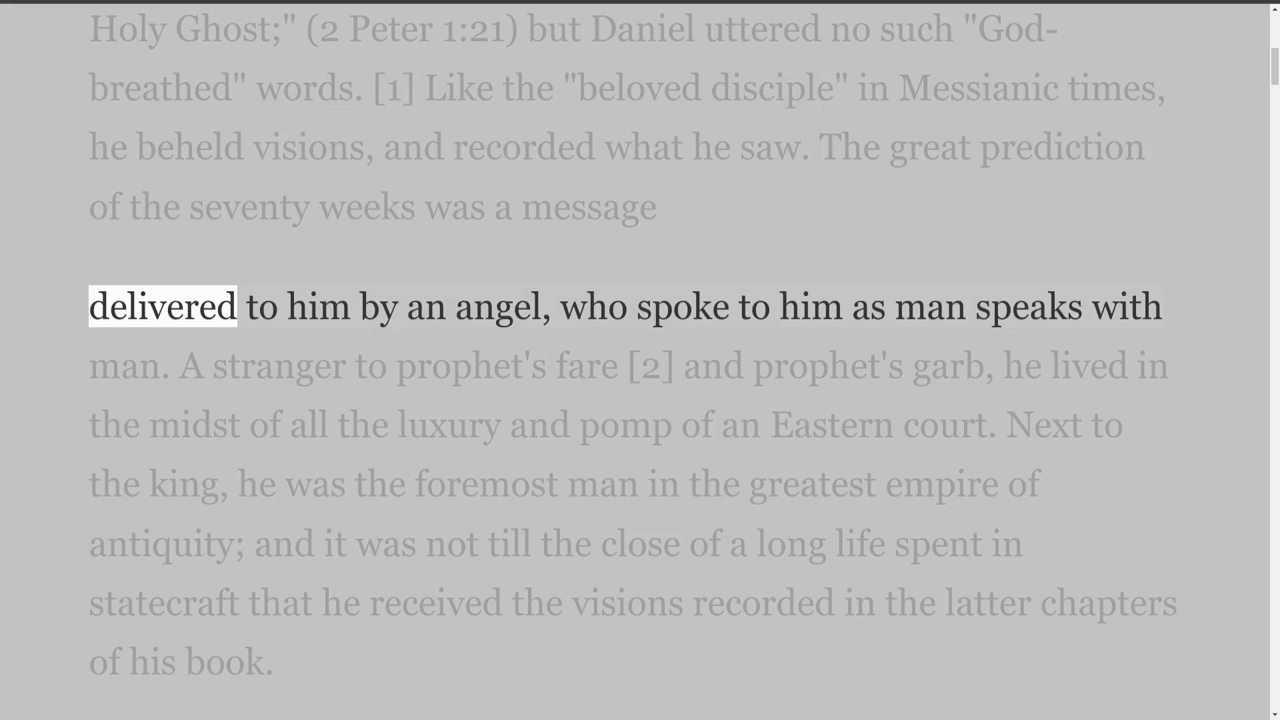 Holy Ghost;" (2 Peter 1:21) but Daniel uttered no such "God-
breathed" words. [1] Like the "beloved disciple" in Messianic times,
he beheld visions, and recorded what he saw. The great prediction
of the seventy weeks was a message
delivered to him by an angel, who spoke to him as man speaks with
man. A stranger to prophet's fare [2] and prophet's garb, he lived in
the midst of all the luxury and pomp of an Eastern court. Next to
the king, he was the foremost man in the greatest empire of
antiquity; and it was not till the close of a long life spent in
statecraft that he received the visions recorded in the latter chapters
of his book.